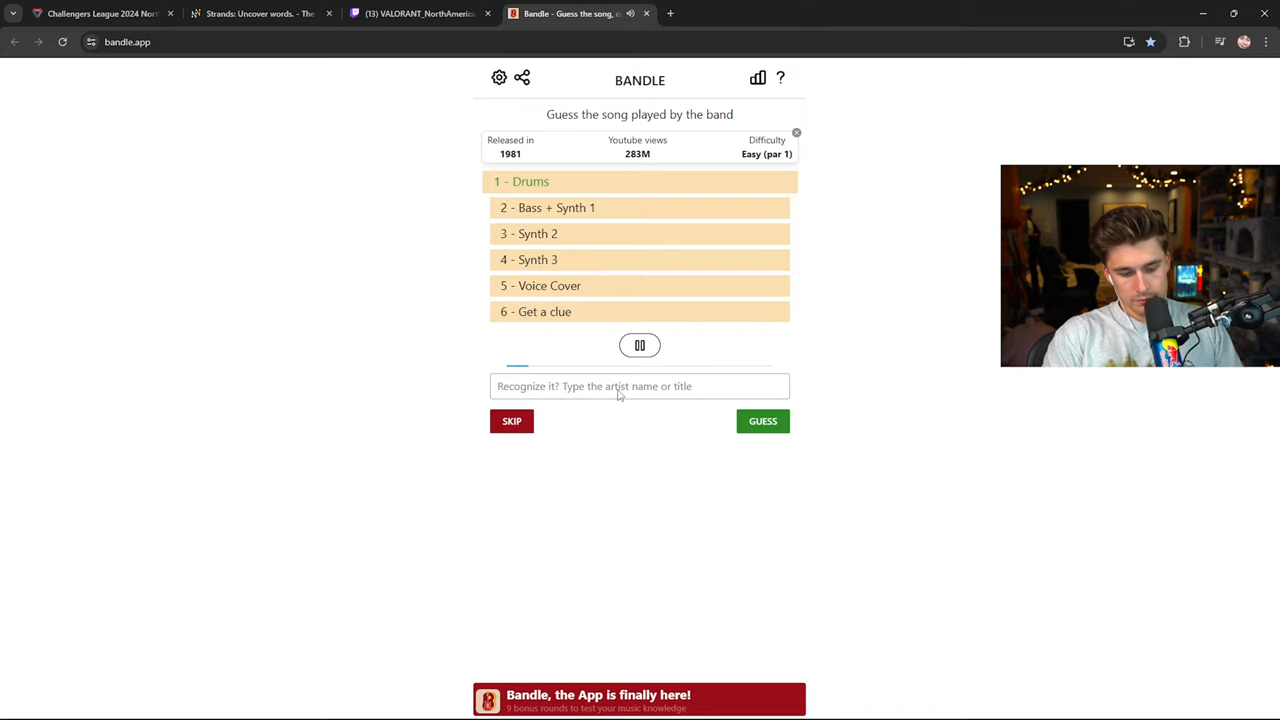 Challengers League 2024 Nort
Strands: Uncover words. - The
(13) VALORANT_NorthAmerica
Bandle - Guess the song, o
bandle.app
BANDLE
?
Guess the song played by the band
Released in
1981
Youtube views
283M
Difficulty
Easy (par 1)
1 - Drums
2 - Bass + Synth 1
3 - Synth 2
4 - Synth 3
5 - Voice Cover
6 - Get a clue
Recognize it? Type the artist name or title
SKIP
GUESS
Bandle, the App is finally here!
9 bonus rounds to test your music knowledge